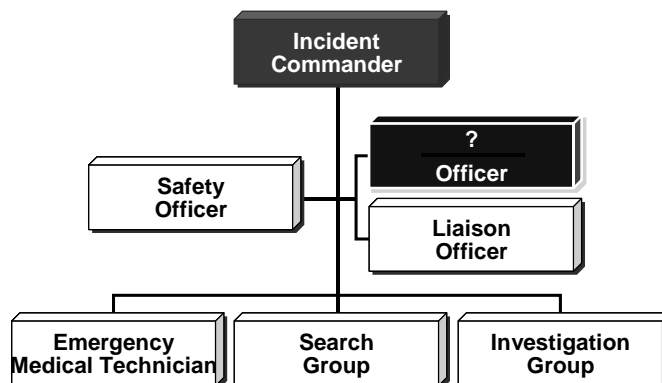 Incident
Commander
?
Officer
Safety
Officer
Liaison
Officer
Emergency
Medical Technician
Search
Group
Investigation
Group